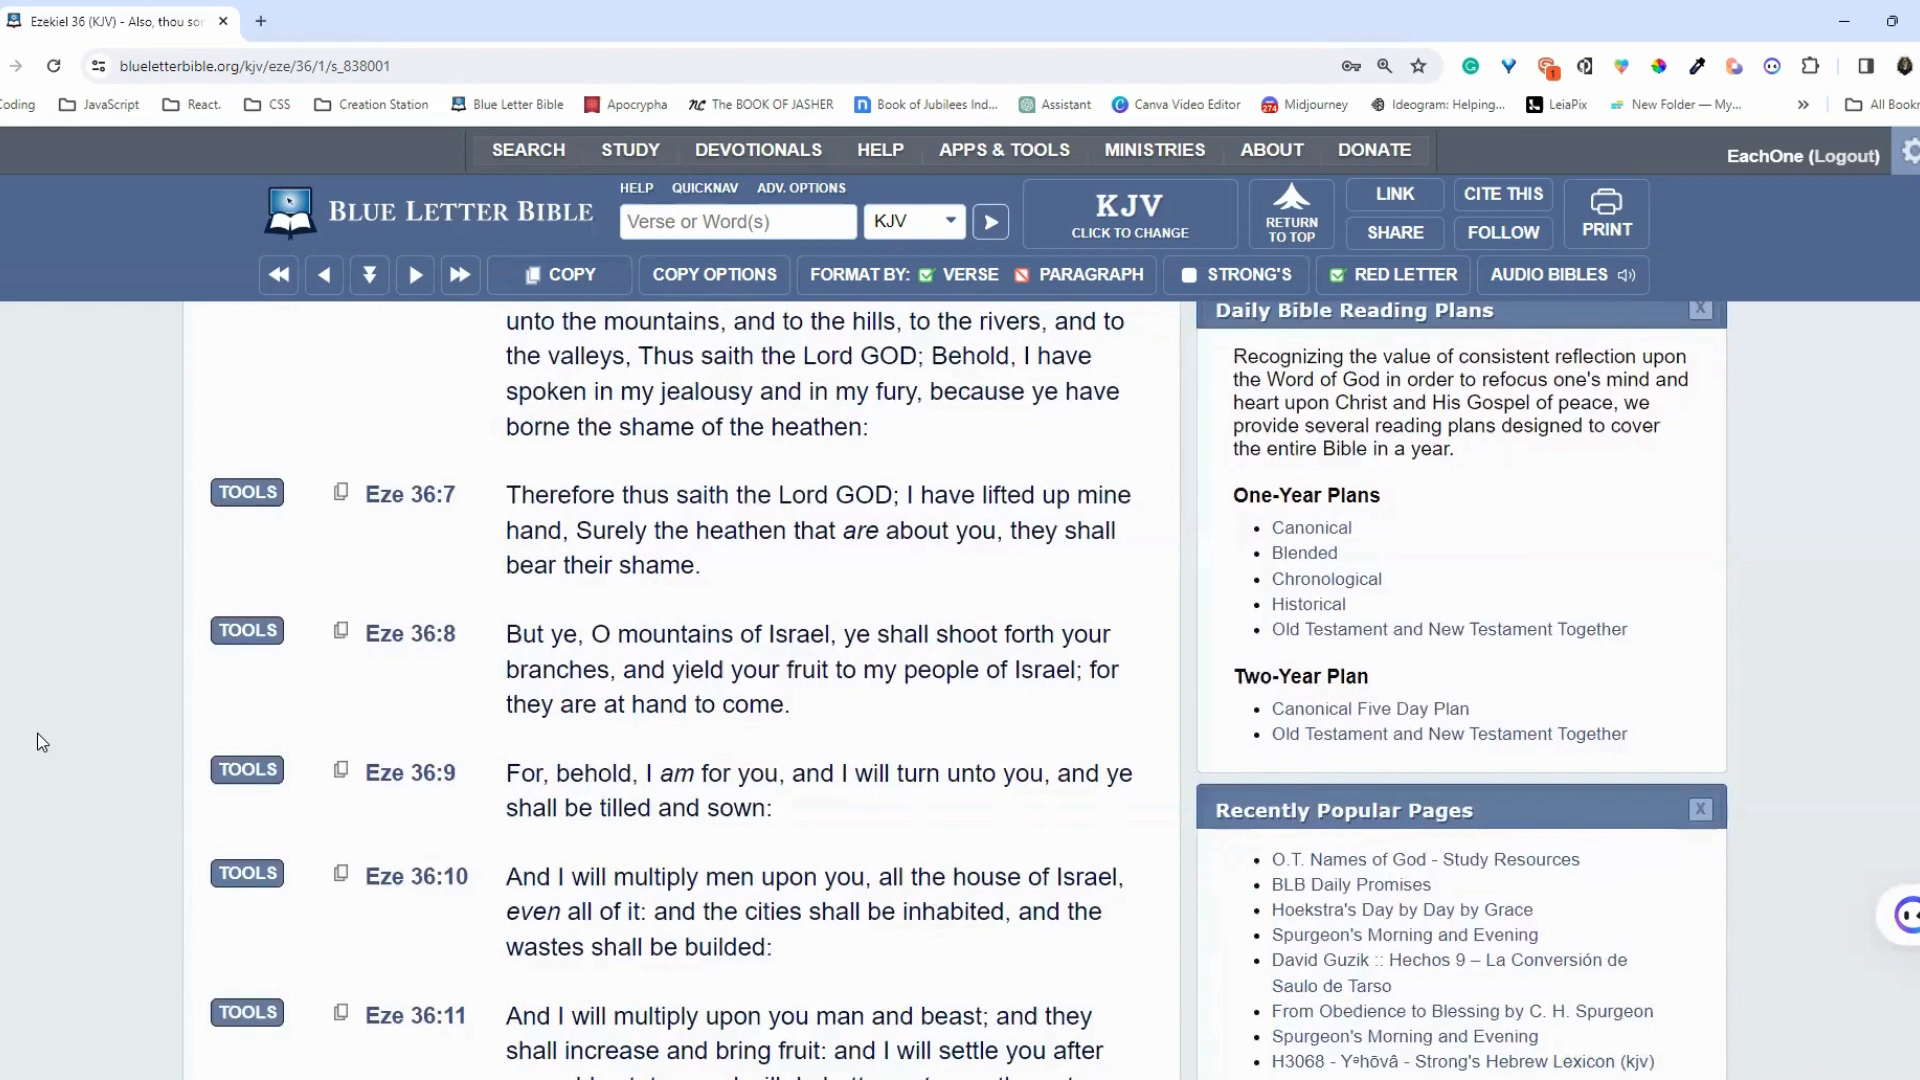 Ezekiel 36 (KJV) - Also, thou sor
blueletterbible.org/kjv/eze/36/1/s_838001
1
Coding
JavaScript
React.
CSS
Creation Station
Blue Letter Bible
Apocrypha
The BOOK OF JASHER
Book of Jubilees Ind...
Assistant
Canva Video Editor
274
Midjourney
Ideogram: Helping...
LeiaPix
New Folder — My...
»
All Bookr
SEARCH STUDY DEVOTIONALS HELP APPS & TOOLS MINISTRIES ABOUT DONATE
EachOne (Logout)
BLUE LETTER BIBLE
HELP QUICKNAV ADV. OPTIONS
Verse or Word(s)
KJV
KJV
CLICK TO CHANGE
RETURN
TO TOP
LINK
CITE THIS
SHARE
FOLLOW
PRINT
COPY
COPY OPTIONS
FORMAT BY: VERSE PARAGRAPH
STRONG'S
RED LETTER
AUDIO BIBLES
unto the mountains, and to the hills, to the rivers, and to
the valleys, Thus saith the Lord GOD; Behold, I have
spoken in my jealousy and in my fury, because ye have
borne the shame of the heathen:
TOOLS
Eze 36:7
Therefore thus saith the Lord GOD; I have lifted up mine
hand, Surely the heathen that are about you, they shall
bear their shame.
TOOLS
Eze 36:8
But ye, O mountains of Israel, ye shall shoot forth your
branches, and yield your fruit to my people of Israel; for
they are at hand to come.
TOOLS
Eze 36:9
For, behold, I am for you, and I will turn unto you, and ye
shall be tilled and sown:
TOOLS
Eze 36:10
And I will multiply men upon you, all the house of Israel,
even all of it: and the cities shall be inhabited, and the
wastes shall be builded:
TOOLS
Eze 36:11
And I will multiply upon you man and beast; and they
shall increase and bring fruit: and I will settle you after
Daily Bible Reading Plans
X
Recognizing the value of consistent reflection upon
the Word of God in order to refocus one's mind and
heart upon Christ and His Gospel of peace, we
provide several reading plans designed to cover
the entire Bible in a year.
One-Year Plans
• Canonical
• Blended
• Chronological
• Historical
• Old Testament and New Testament Together
Two-Year Plan
• Canonical Five Day Plan
• Old Testament and New Testament Together
Recently Popular Pages
X
• O.T. Names of God - Study Resources
• BLB Daily Promises
• Hoekstra's Day by Day by Grace
• Spurgeon's Morning and Evening
• David Guzik :: Hechos 9 – La Conversión de
Saulo de Tarso
• From Obedience to Blessing by C. H. Spurgeon
• Spurgeon's Morning and Evening
• H3068 - Yᵊhōvâ - Strong's Hebrew Lexicon (kjv)